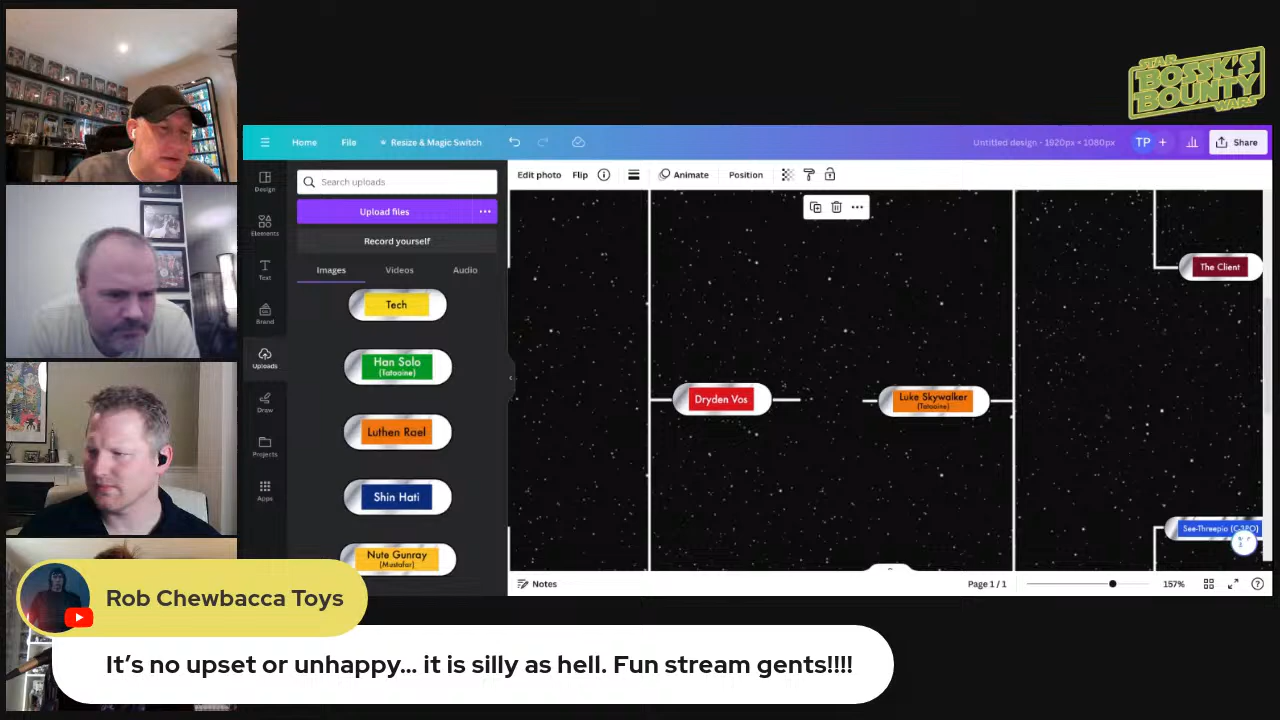 STAR
BOSSK'S
BOUNTY
WARS
Home
File
Resize & Magic Switch
Untitled design - 1920px × 1080px
TP
+
Share
Design
Elements
Text
Brand
Uploads
Draw
Projects
Apps
Search uploads
Upload files
Record yourself
Images
Videos
Audio
Tech
Han Solo
(Tatooine)
Luthen Rael
Shin Hati
Nute Gunray
(Mustafar)
Edit photo
Flip
Animate
Position
The Client
Dryden Vos
Luke Skywalker
(Tatooine)
See-Threepio (C-3PO)
Notes
Page 1 / 1
157%
Rob Chewbacca Toys
It's no upset or unhappy... it is silly as hell. Fun stream gents!!!!